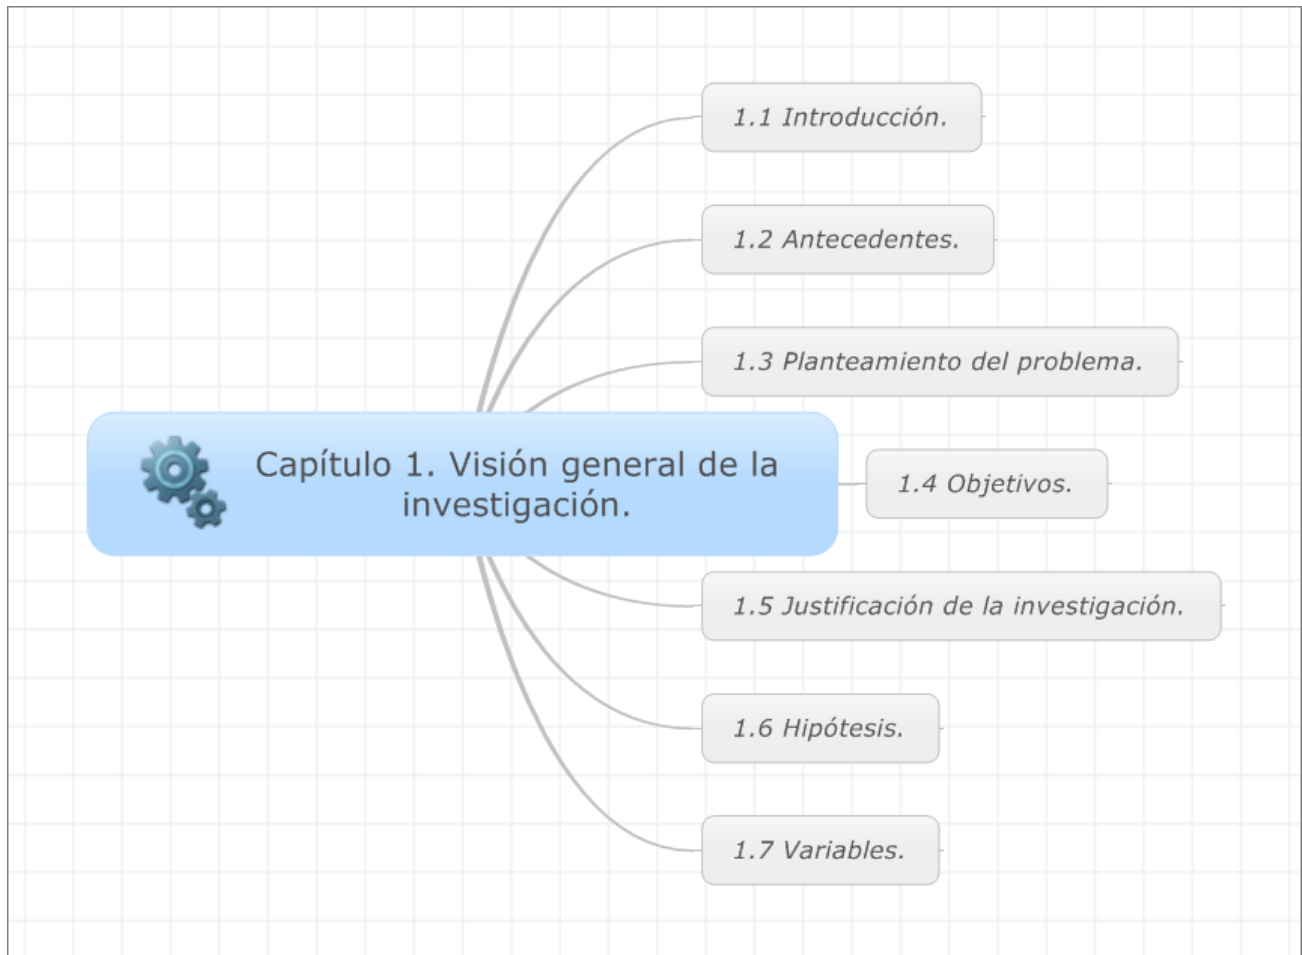 1.1 Introducción.
1.2 Antecedentes.
1.3 Planteamiento del problema.
Capítulo 1. Visión general de la
investigación.
1.4 Objetivos.
1.5 Justificación de la investigación.
1.6 Hipótesis.
1.7 Variables.